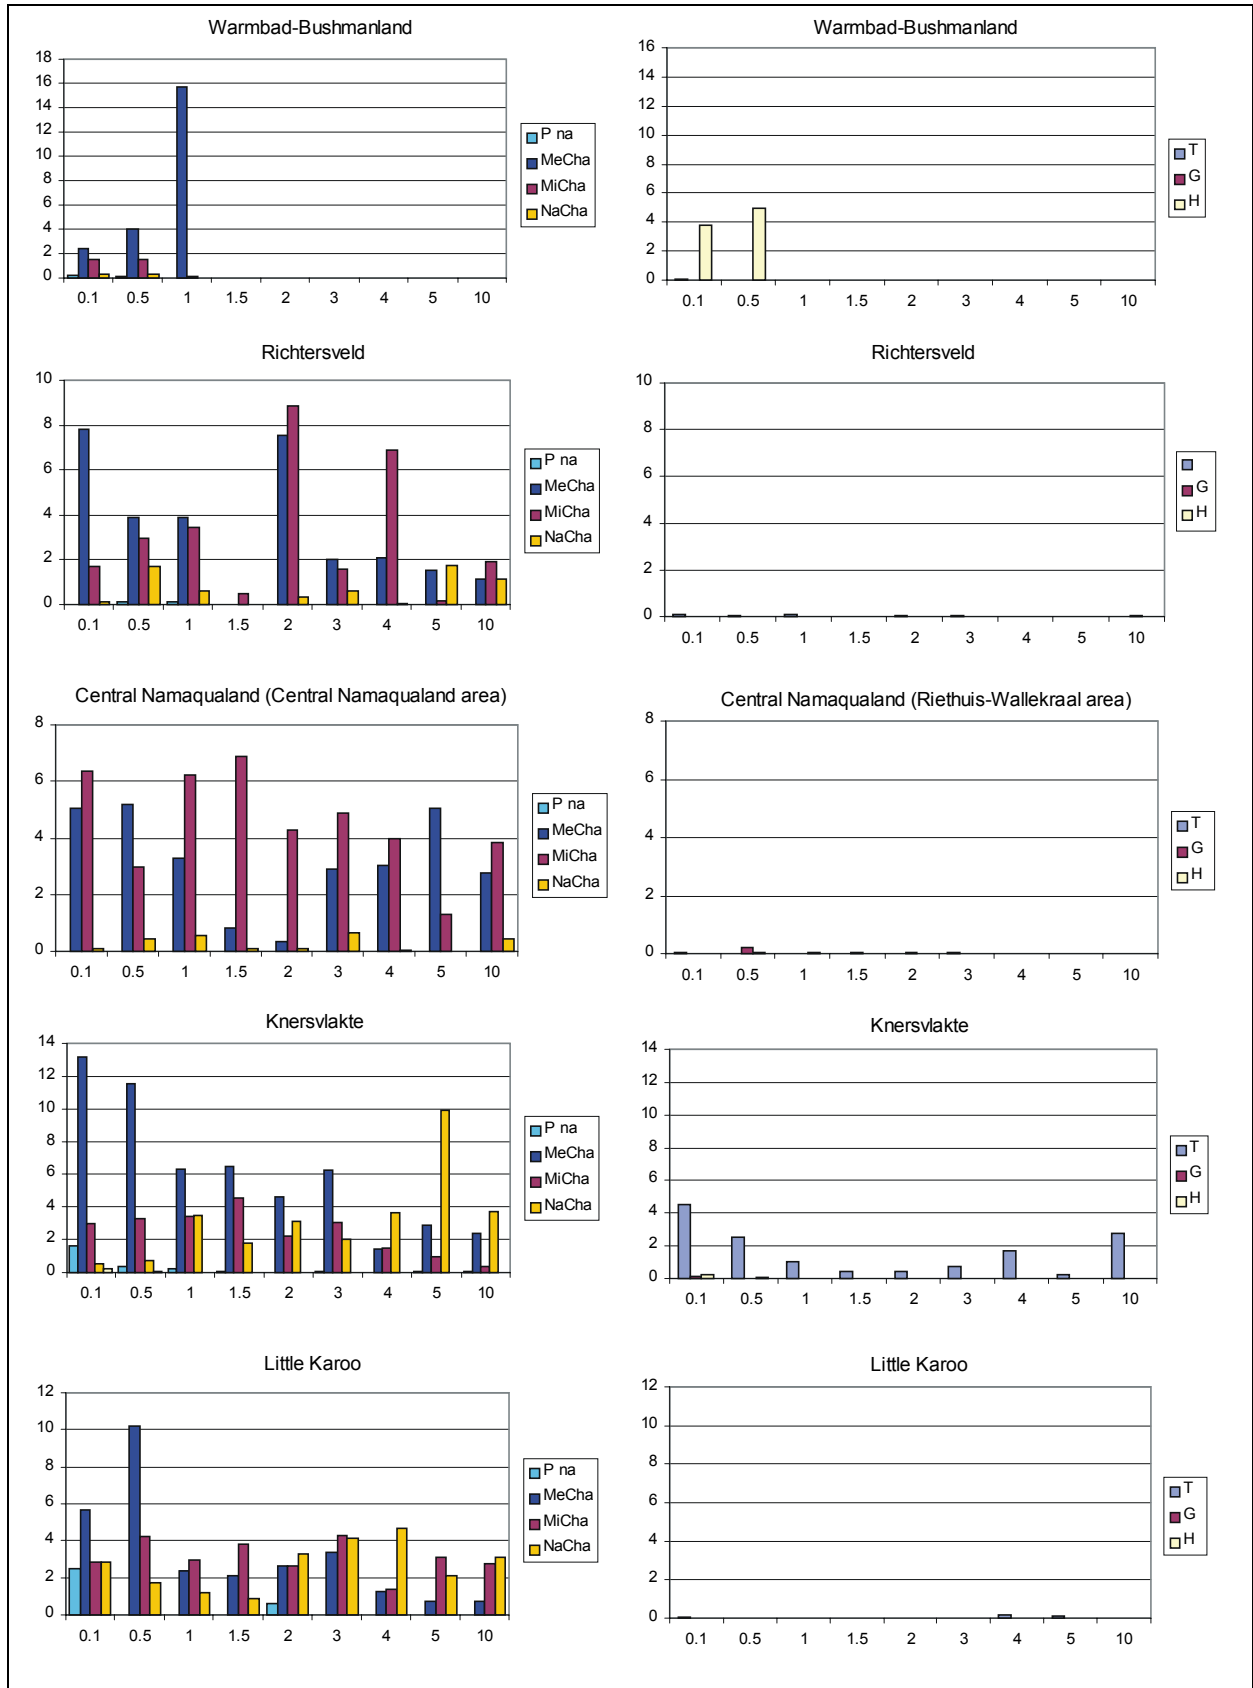 Warmbad-Bushmanland
18
16
14
12
10
8
6
4
2
0
0.1 0.5 1 1.5 2 3 4 5 10
P na
MeCha
MiCha
NaCha
Warmbad-Bushmanland
16
14
12
10
8
6
4
2
0
0.1 0.5 1 1.5 2 3 4 5 10
T
G
H
Richtersveld
10
8
6
4
2
0
0.1 0.5 1 1.5 2 3 4 5 10
P na
MeCha
MiCha
NaCha
Richtersveld
10
8
6
4
2
0
0.1 0.5 1 1.5 2 3 4 5 10
G
H
Central Namaqualand (Central Namaqualand area)
8
6
4
2
0
0.1 0.5 1 1.5 2 3 4 5 10
P na
MeCha
MiCha
NaCha
Central Namaqualand (Riethuis-Wallekraal area)
8
6
4
2
0
0.1 0.5 1 1.5 2 3 4 5 10
T
G
H
Knersvlakte
14
12
10
8
6
4
2
0
0.1 0.5 1 1.5 2 3 4 5 10
P na
MeCha
MiCha
NaCha
Knersvlakte
14
12
10
8
6
4
2
0
0.1 0.5 1 1.5 2 3 4 5 10
T
G
H
Little Karoo
12
10
8
6
4
2
0
0.1 0.5 1 1.5 2 3 4 5 10
P na
MeCha
MiCha
NaCha
Little Karoo
12
10
8
6
4
2
0
0.1 0.5 1 1.5 2 3 4 5 10
T
G
H